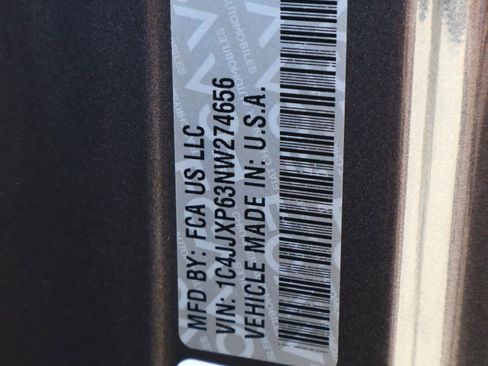 MFD BY: FCA US LLC
VIN: 1C4JJXP63NW274656
VEHICLE MADE IN: U.S.A.